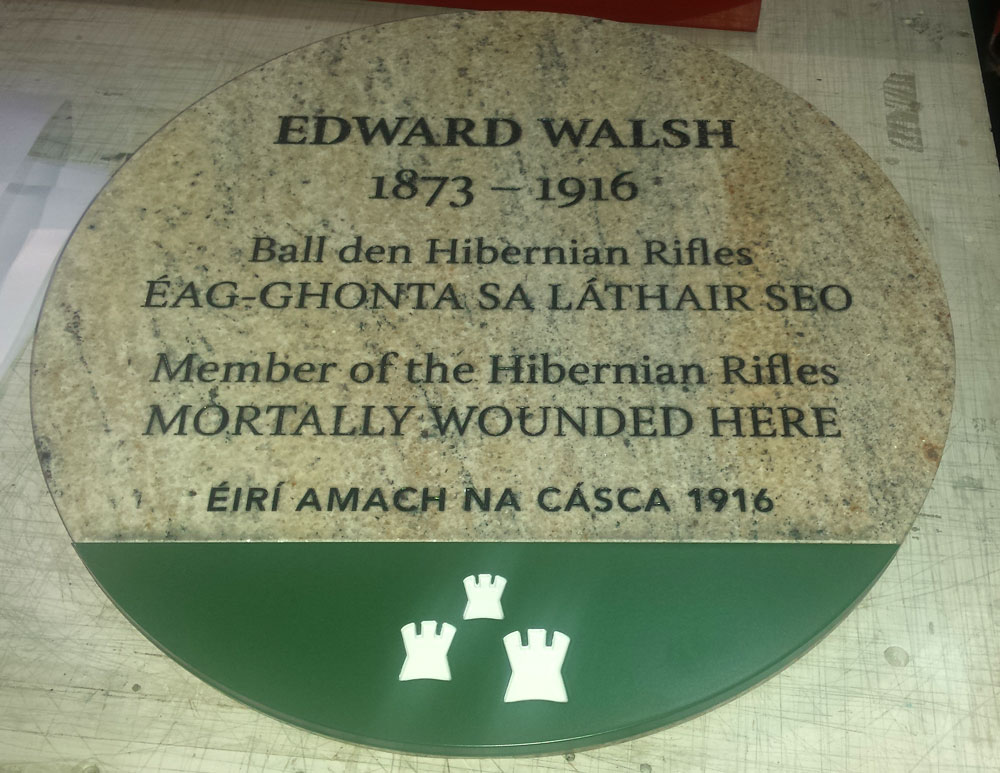 EDWARD WALSH
1873 – 1916
Ball den Hibernian Rifles
ÉAG-GHONTA SA LÁTHAIR SEO
Member of the Hibernian Rifles
MORTALLY WOUNDED HERE
ÉIRÍ AMACH NA CÁSCA 1916